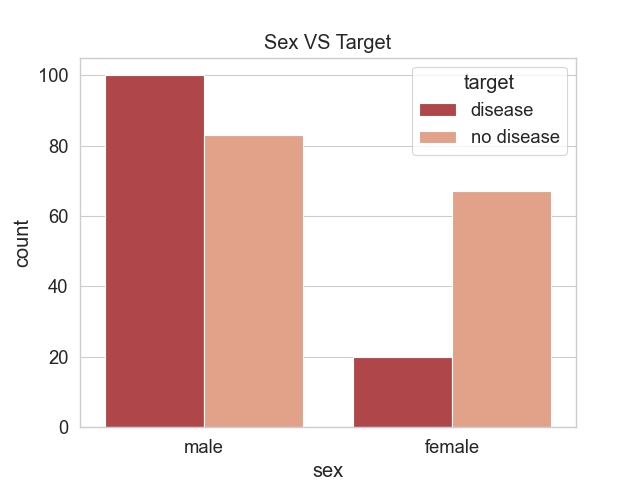 Sex VS Target
target
disease
no disease
count
100
80
60
40
20
0
male female
sex